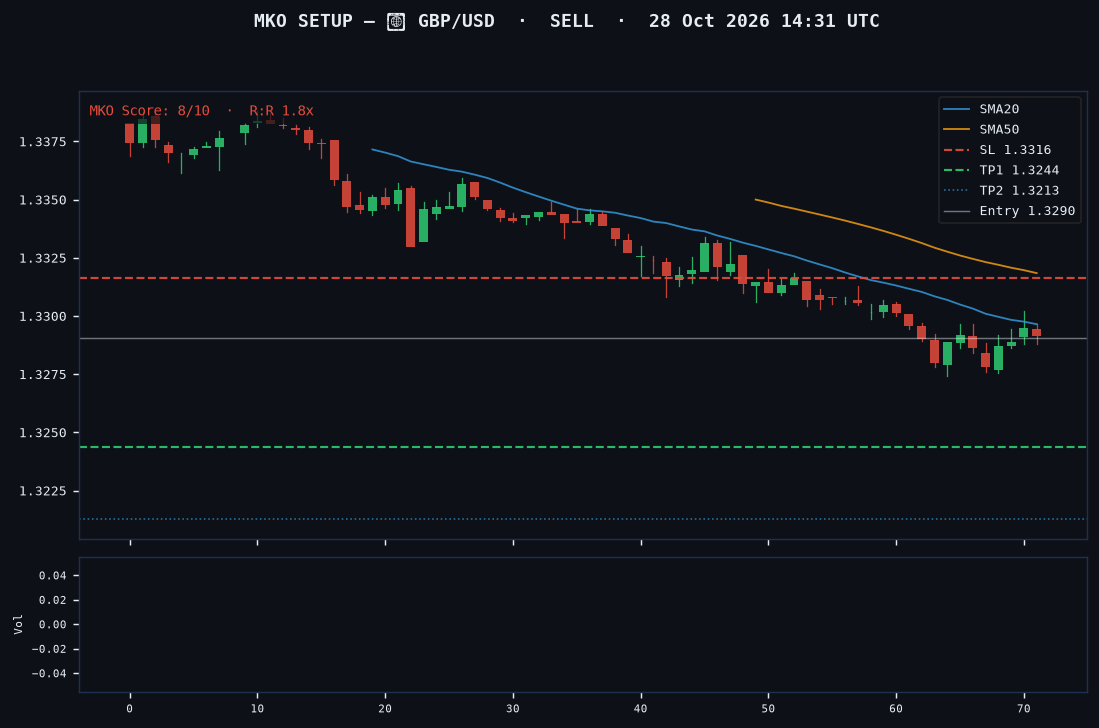 MKO SETUP — 🌐 GBP/USD · SELL · 28 Oct 2026 14:31 UTC
MKO Score: 8/10 · R:R 1.8x
SMA20
SMA50
SL 1.3316
TP1 1.3244
TP2 1.3213
Entry 1.3290
1.3375
1.3350
1.3325
1.3300
1.3275
1.3250
1.3225
Vol
0.04
0.02
0.00
−0.02
−0.04
0 10 20 30 40 50 60 70